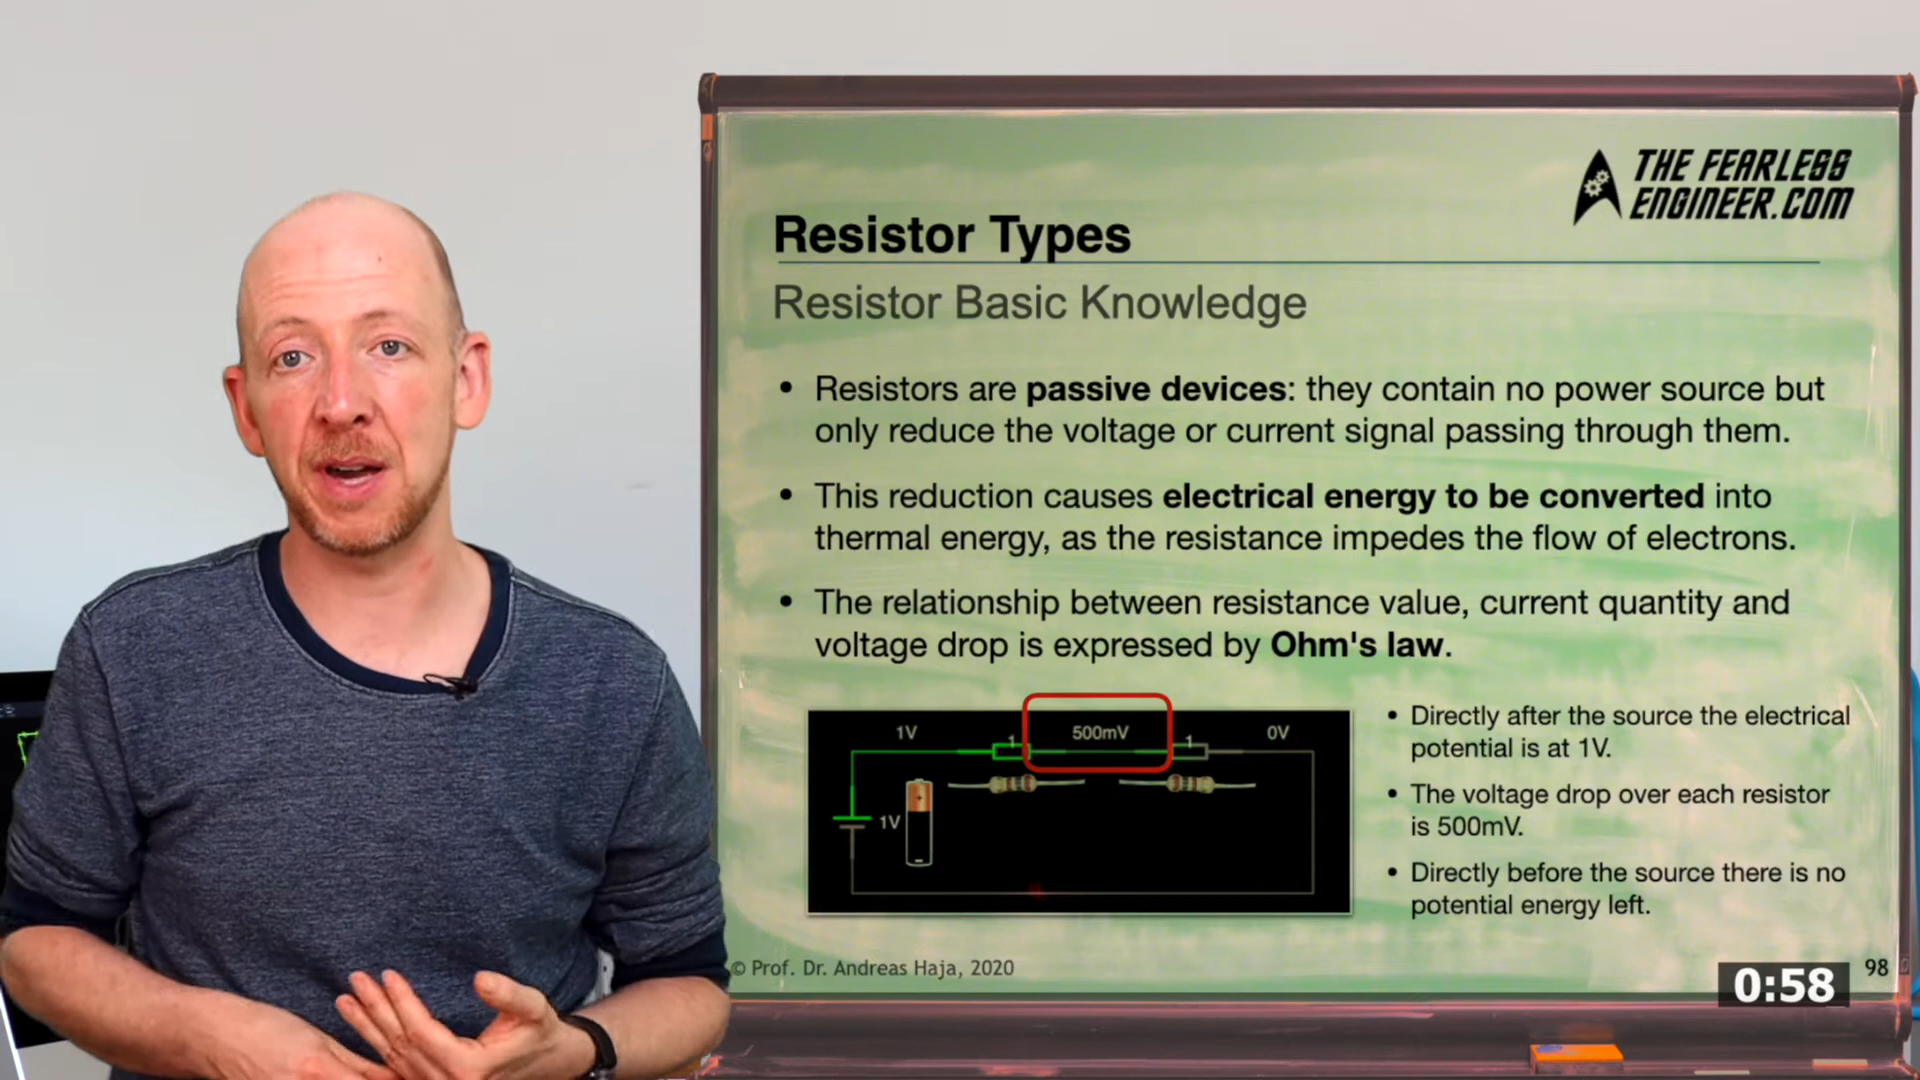 THE FEARLESS
ENGINEER.COM
Resistor Types
Resistor Basic Knowledge
• Resistors are passive devices: they contain no power source but
only reduce the voltage or current signal passing through them.
• This reduction causes electrical energy to be converted into
thermal energy, as the resistance impedes the flow of electrons.
• The relationship between resistance value, current quantity and
voltage drop is expressed by Ohm's law.
1V 500mV 0V
1 1
1V
• Directly after the source the electrical
potential is at 1V.
• The voltage drop over each resistor
is 500mV.
• Directly before the source there is no
potential energy left.
© Prof. Dr. Andreas Haja, 2020
98
0:58